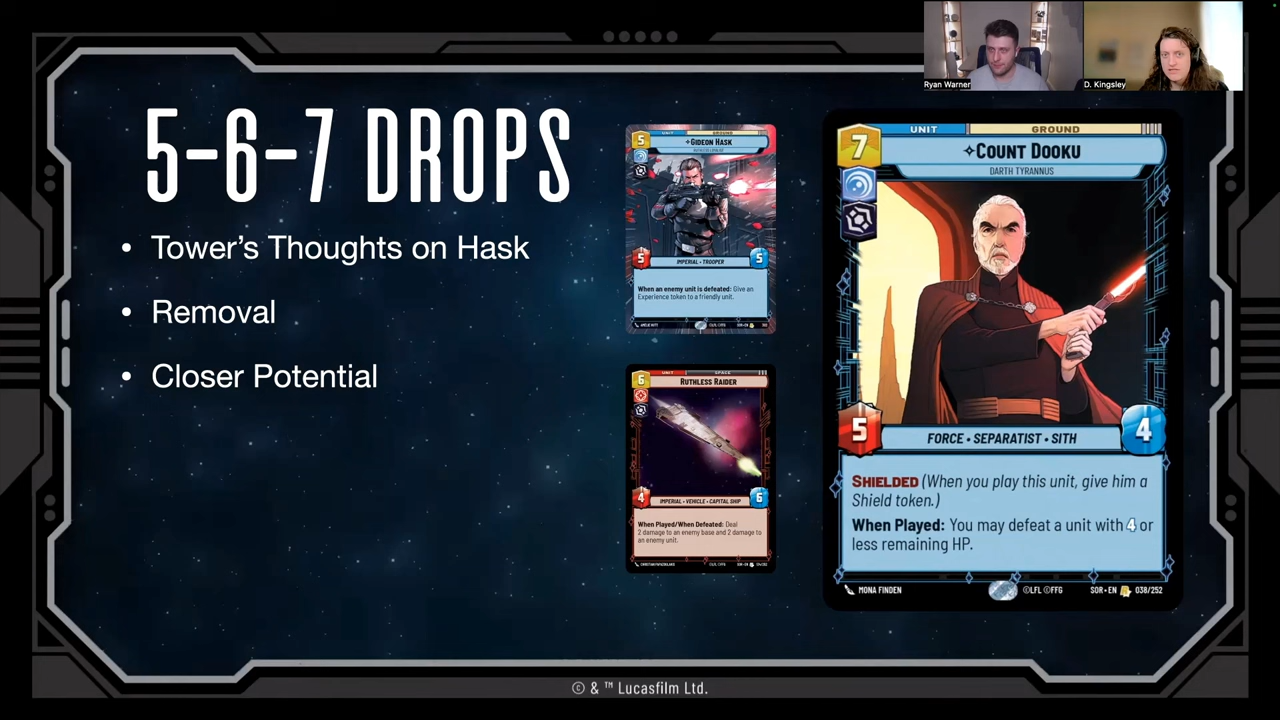 Ryan Warner
D. Kingsley
5-6-7 DROPS
• Tower's Thoughts on Hask
• Removal
• Closer Potential
UNIT
GROUND
5
✧GIDEON HASK
5
5
IMPERIAL • TROOPER
When an enemy unit is defeated: Give an
Experience token to a friendly unit.
UNIT
SPACE
6
RUTHLESS RAIDER
4
6
IMPERIAL • VEHICLE • CAPITAL SHIP
When Played/When Defeated: Deal
2 damage to an enemy base and 2 damage to
an enemy unit.
UNIT
GROUND
7
✧COUNT DOOKU
DARTH TYRANNUS
5
4
FORCE • SEPARATIST • SITH
SHIELDED (When you play this unit, give him a
Shield token.)
When Played: You may defeat a unit with 4 or
less remaining HP.
MONA FINDEN
©LFL ©FFG
SOR • EN
038/252
© & ™ Lucasfilm Ltd.